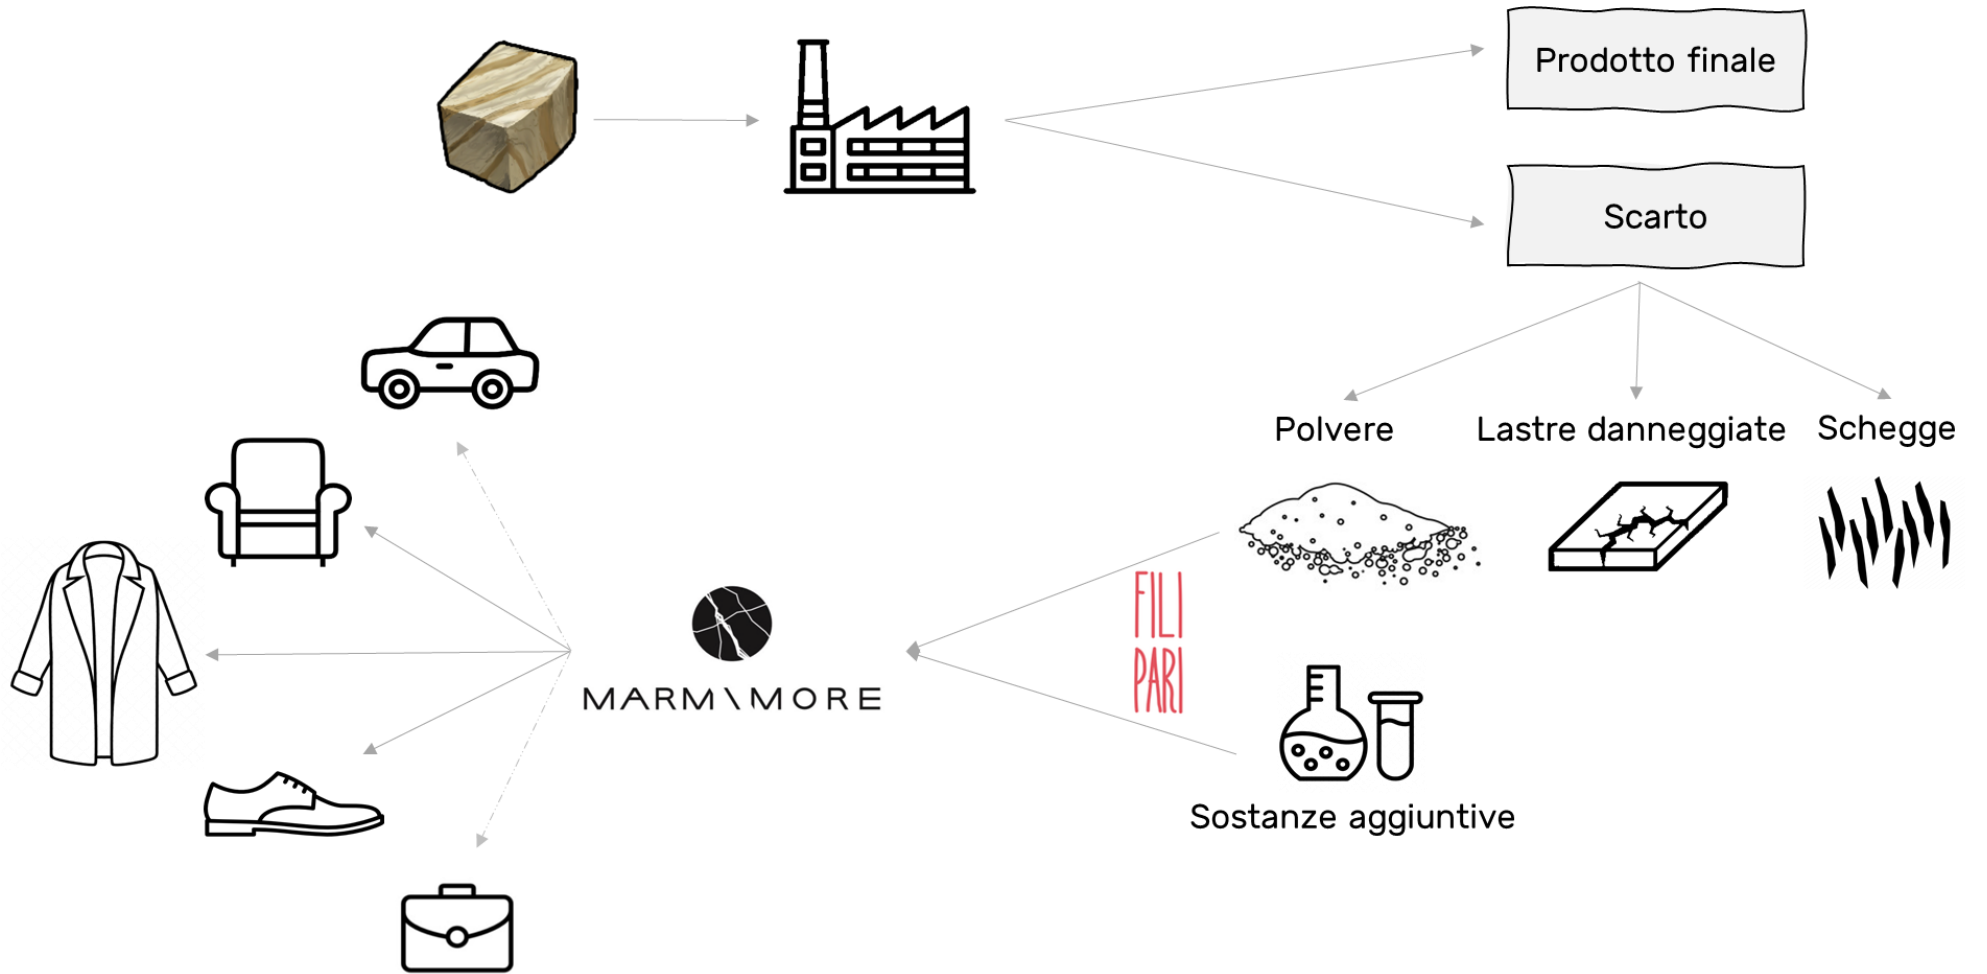 Prodotto finale
Scarto
Polvere
Lastre danneggiate
Schegge
FILI
PARI
MARM\MORE
Sostanze aggiuntive